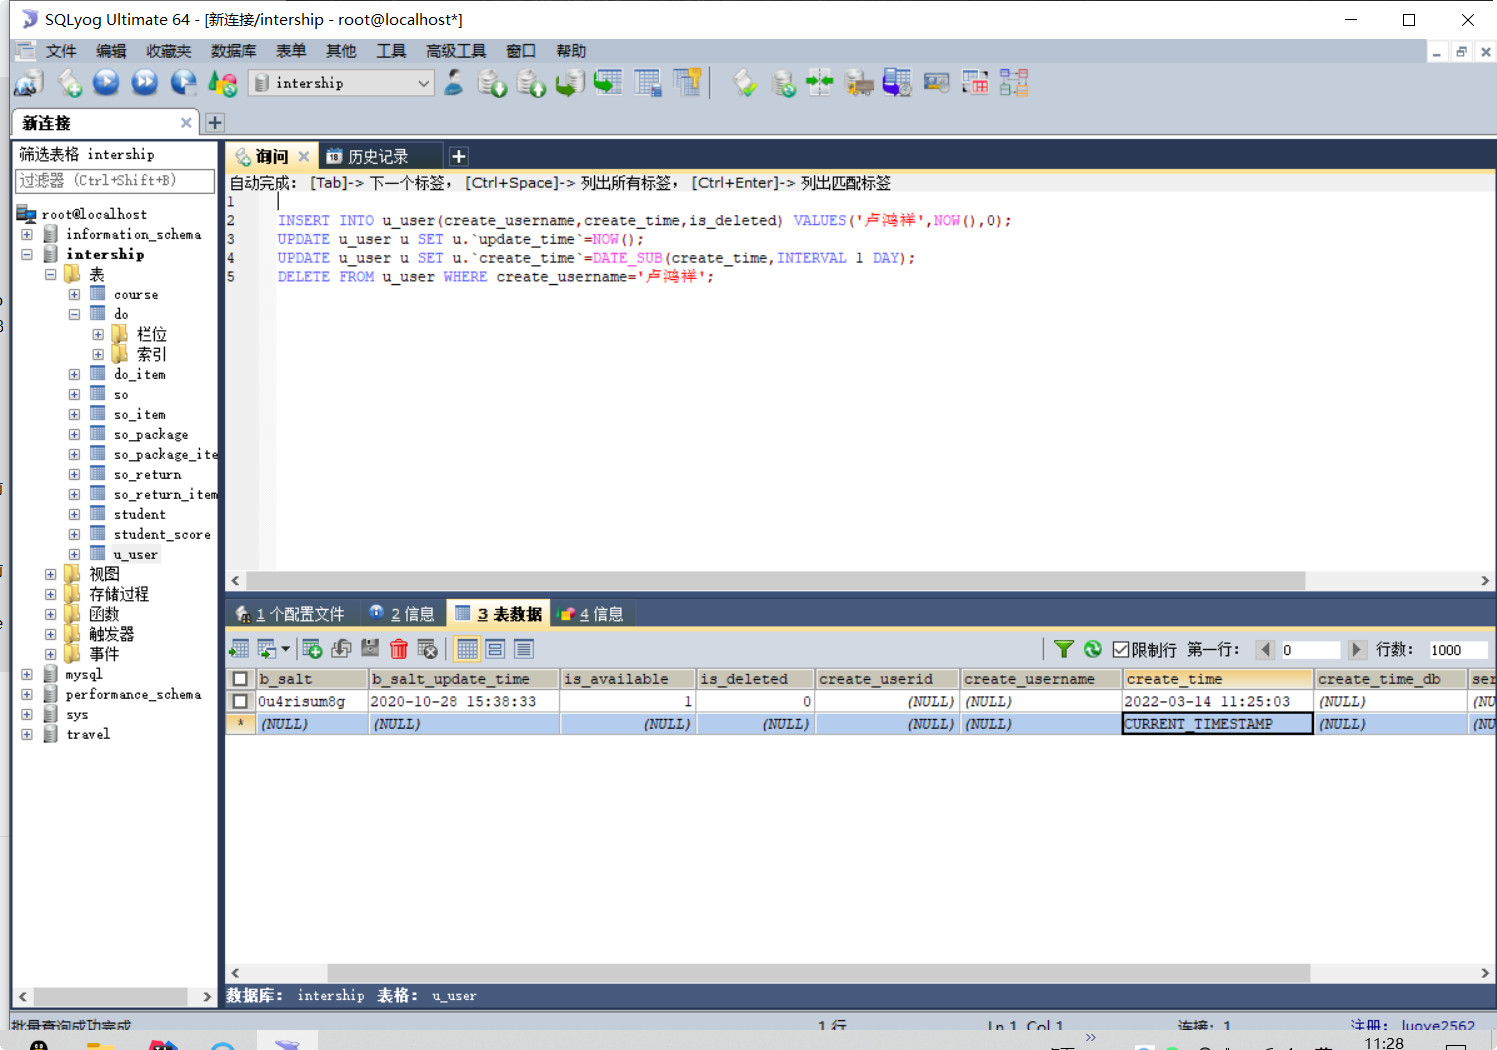 SQLyog Ultimate 64 - [新连接/intership - root@localhost*]
文件 编辑 收藏夹 数据库 表单 其他 工具 高级工具 窗口 帮助
intership
新连接
筛选表格 intership
过滤器 (Ctrl+Shift+B)
root@localhost
information_schema
intership
表
course
do
栏位
索引
do_item
so
so_item
so_package
so_package_ite
so_return
so_return_item
student
student_score
u_user
视图
存储过程
函数
触发器
事件
mysql
performance_schema
sys
travel
询问 历史记录
自动完成: [Tab]-> 下一个标签, [Ctrl+Space]-> 列出所有标签, [Ctrl+Enter]-> 列出匹配标签
1
2 INSERT INTO u_user(create_username,create_time,is_deleted) VALUES('卢鸿祥',NOW(),0);
3 UPDATE u_user u SET u.`update_time`=NOW();
4 UPDATE u_user u SET u.`create_time`=DATE_SUB(create_time,INTERVAL 1 DAY);
5 DELETE FROM u_user WHERE create_username='卢鸿祥';
1 个配置文件 2 信息 3 表数据 4 信息
限制行 第一行: 0 行数: 1000
b_salt b_salt_update_time is_available is_deleted create_userid create_username create_time create_time_db ser
0u4risum8g 2020-10-28 15:38:33 1 0 (NULL) (NULL) 2022-03-14 11:25:03 (NULL) (NU
* (NULL) (NULL) (NULL) (NULL) (NULL) (NULL) CURRENT_TIMESTAMP (NULL) (NU
数据库: intership 表格: u_user
批量查询成功完成 1 行 Ln 1, Col 1 连接: 1 注册: luoye2562
11:28